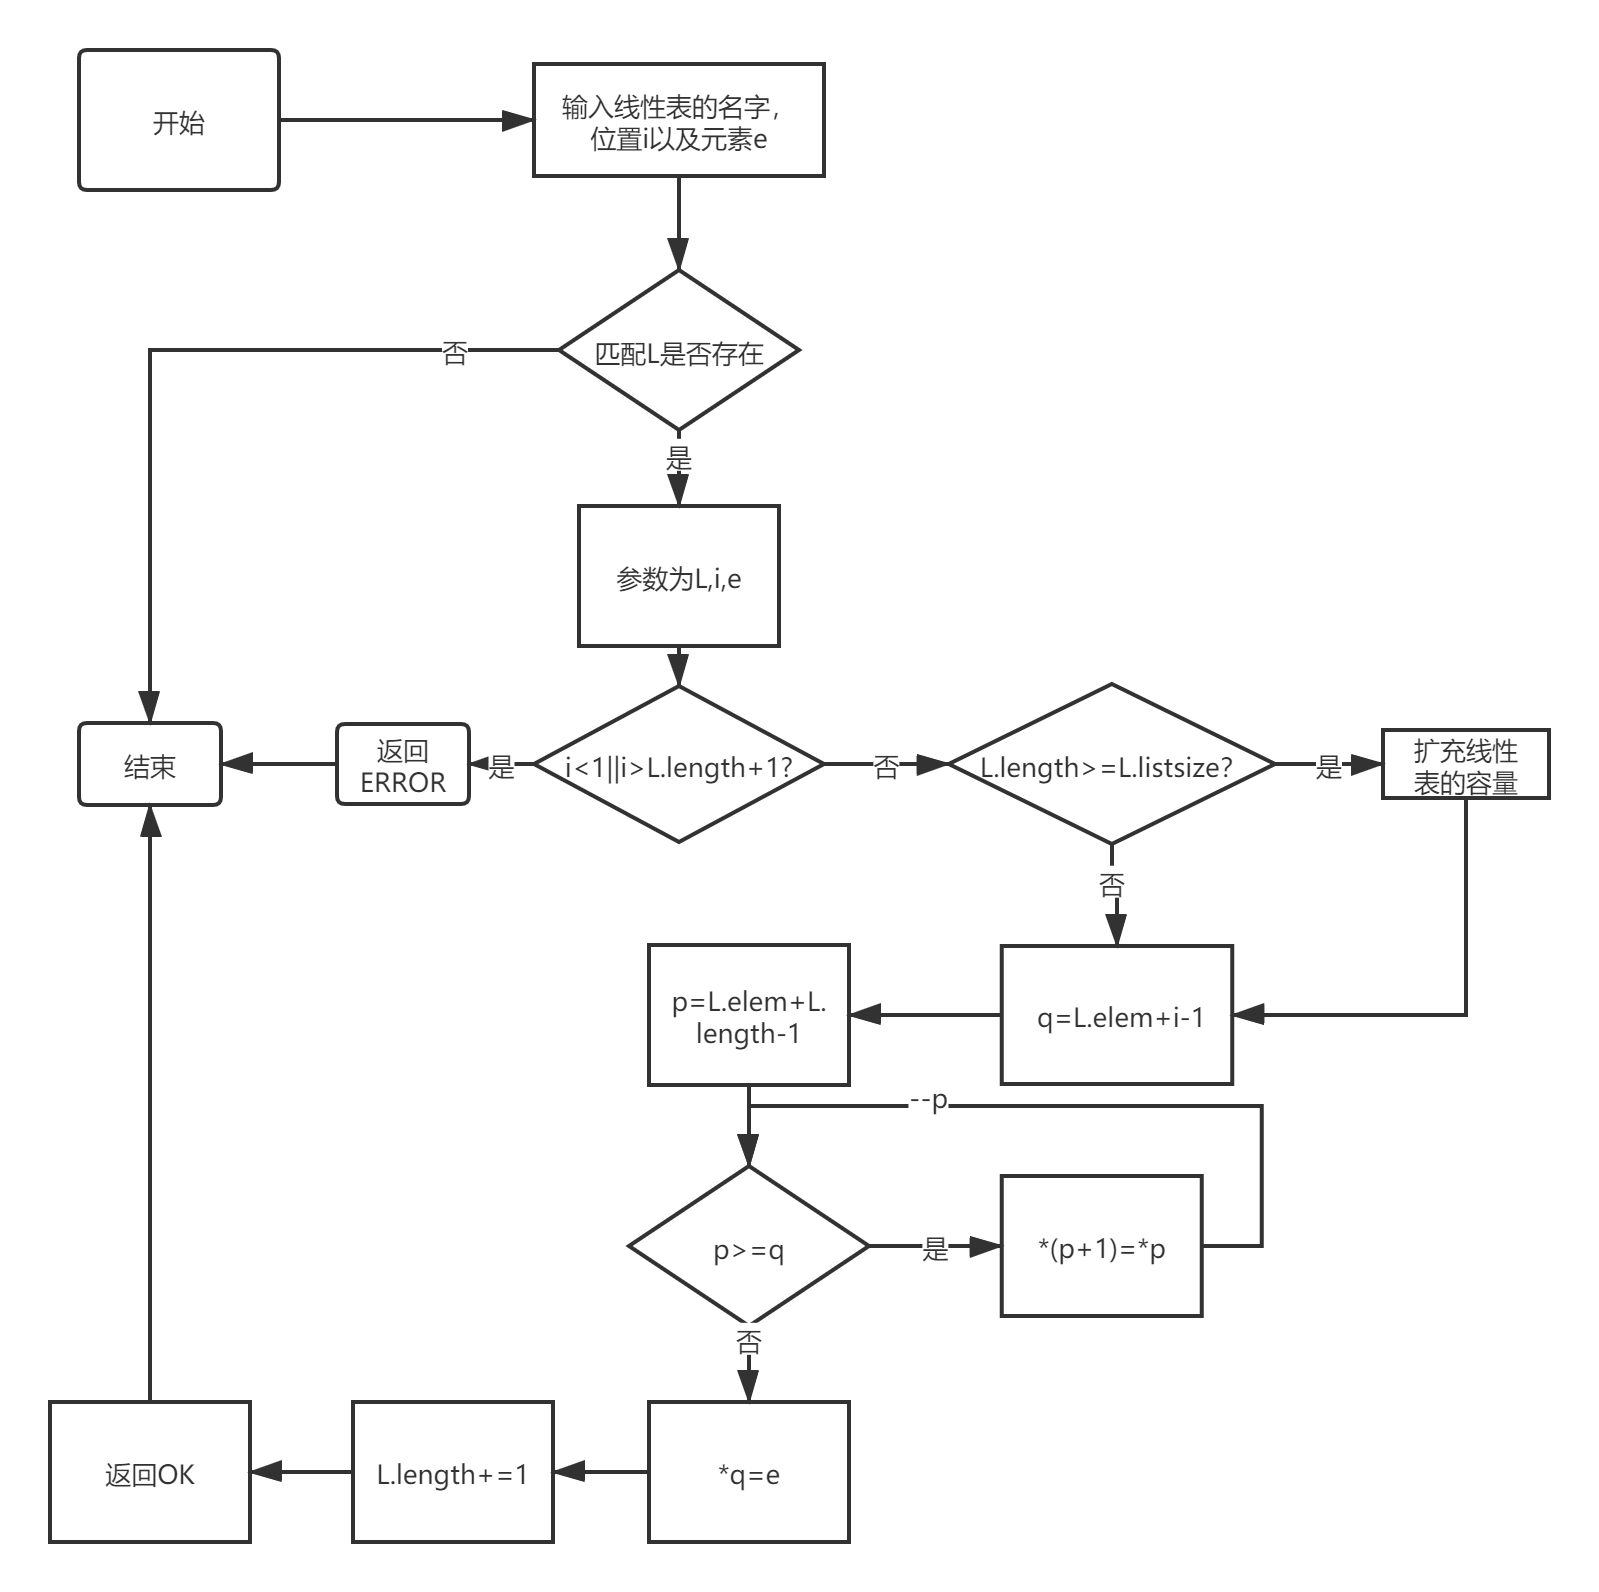 开始
输入线性表的名字,
位置i以及元素e
匹配L是否存在
否
是
参数为L,i,e
i<1||i>L.length+1?
是
返回
ERROR
结束
否
L.length>=L.listsize?
是
扩充线性
表的容量
否
q=L.elem+i-1
p=L.elem+L.
length-1
--p
p>=q
是
*(p+1)=*p
否
*q=e
L.length+=1
返回OK